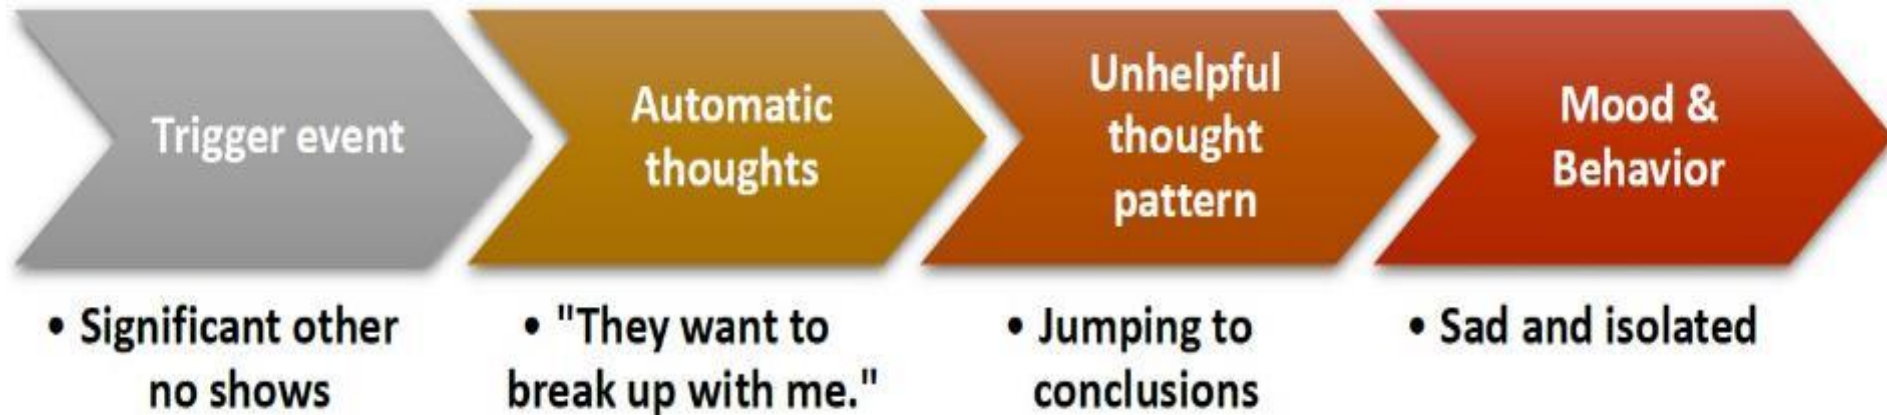 Trigger event
Automatic
thoughts
Unhelpful
thought
pattern
Mood &
Behavior
• Significant other
no shows
• "They want to
break up with me."
• Jumping to
conclusions
• Sad and isolated